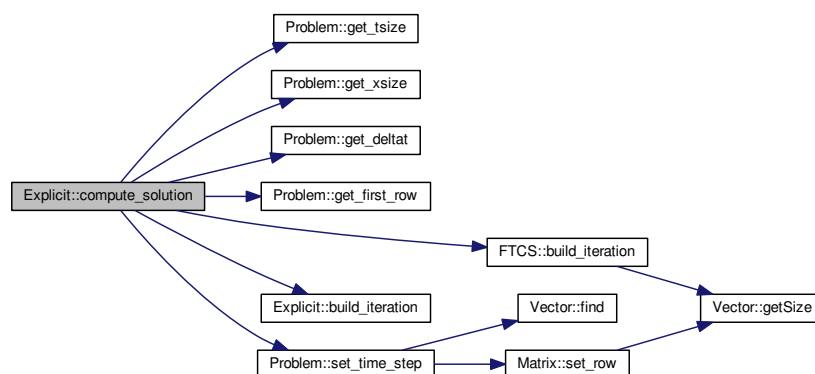 Problem::get_tsize
Problem::get_xsize
Problem::get_deltat
Explicit::compute_solution
Problem::get_first_row
FTCS::build_iteration
Explicit::build_iteration
Vector::find
Vector::getSize
Problem::set_time_step
Matrix::set_row